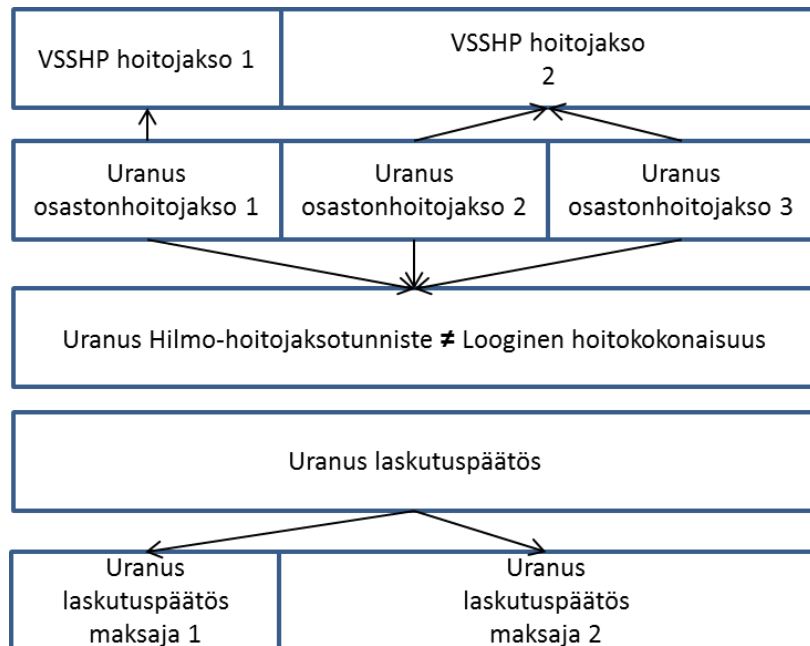 VSSHP hoitojakso 1
VSSHP hoitojakso
2
Uranus
osastonhoitojakso 1
Uranus
osastonhoitojakso 2
Uranus
osastonhoitojakso 3
Uranus Hilmo-hoitojaksotunniste ≠ Looginen hoitokokonaisuus
Uranus laskutuspäätös
Uranus
laskutuspäätös
maksaja 1
Uranus
laskutuspäätös
maksaja 2